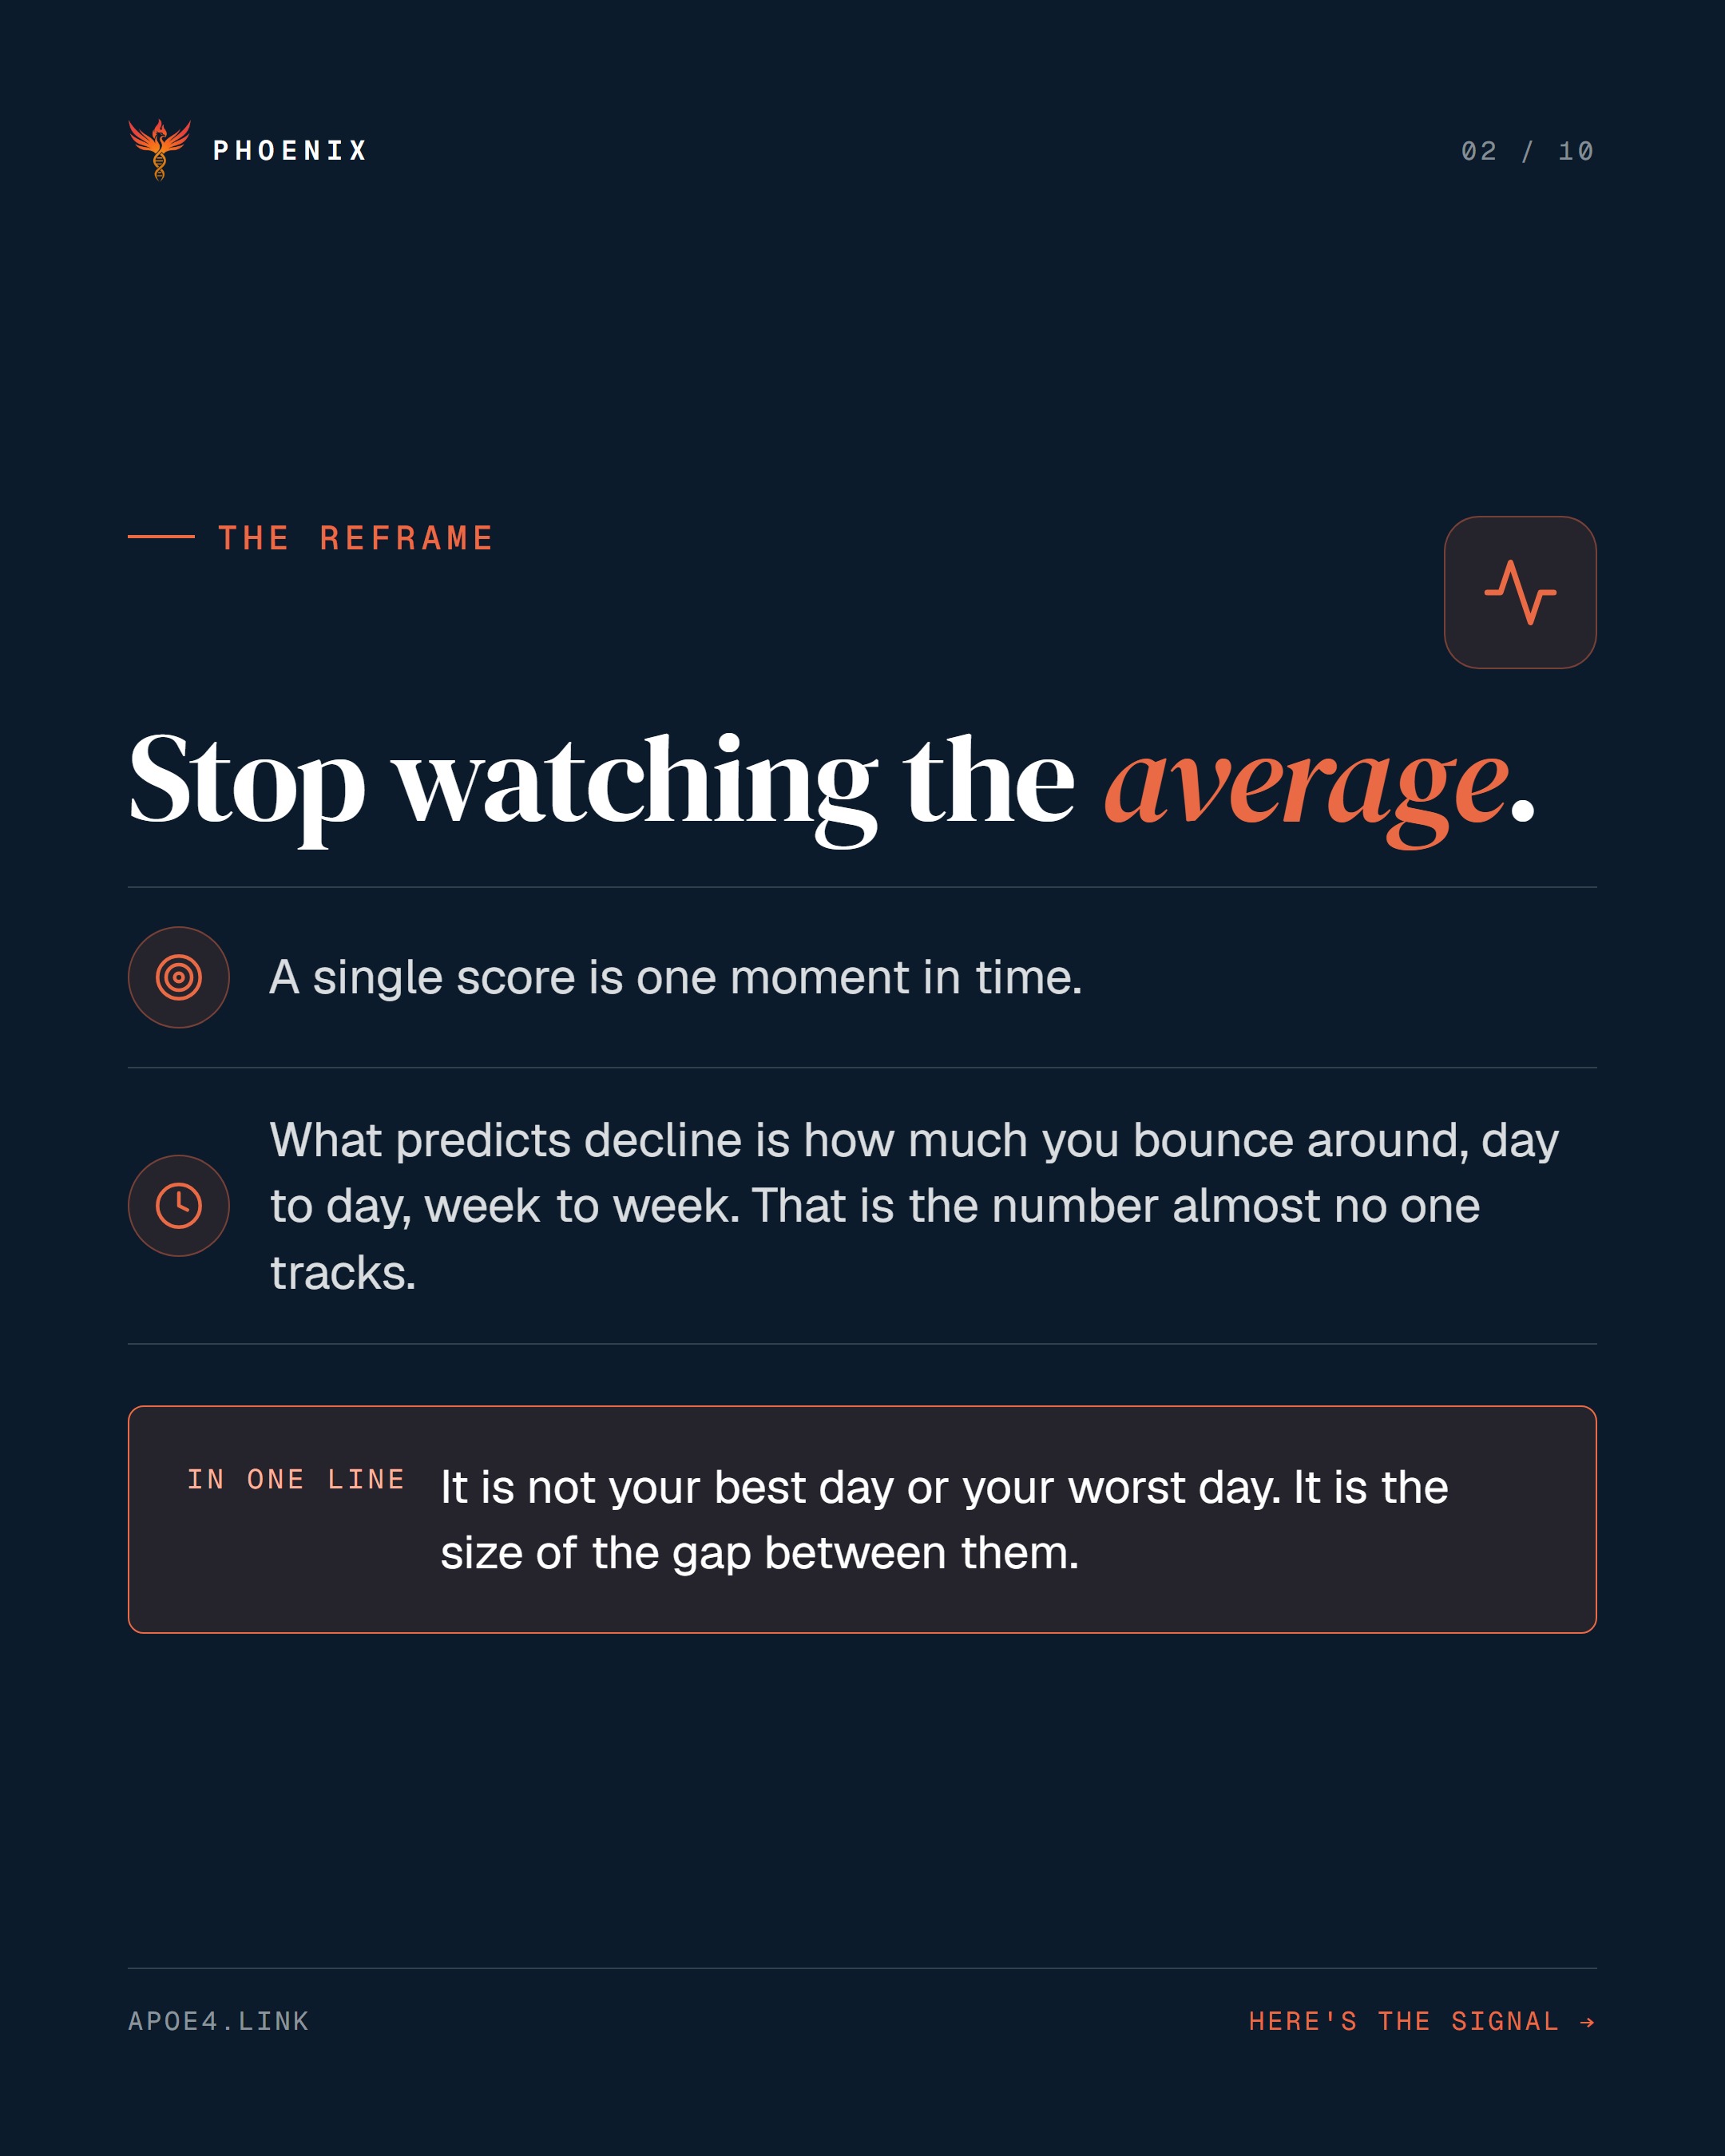 PHOENIX
02 / 10
THE REFRAME
Stop watching the average.
A single score is one moment in time.
What predicts decline is how much you bounce around, day
to day, week to week. That is the number almost no one
tracks.
IN ONE LINE
It is not your best day or your worst day. It is the
size of the gap between them.
APOE4.LINK
HERE'S THE SIGNAL →